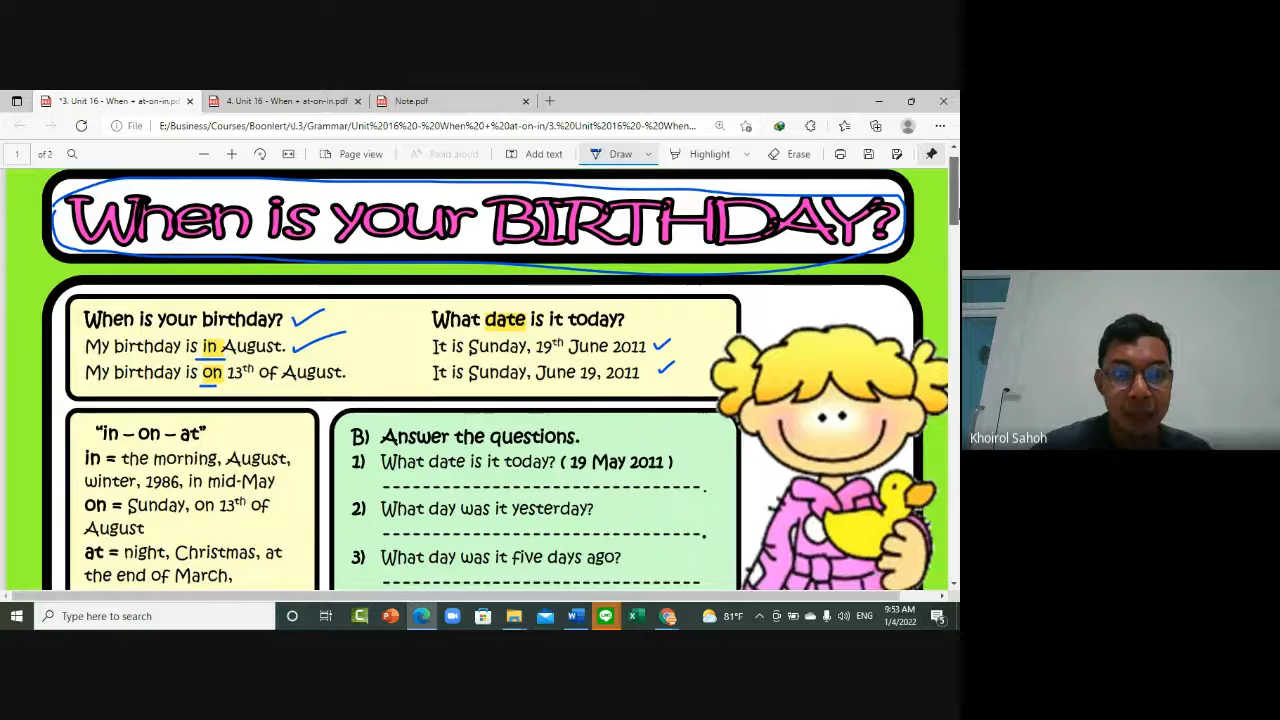 *3. Unit 16 - When + at-on-in.pd
4. Unit 16 - When + at-on-in.pdf
Note.pdf
File
E:/Business/Courses/Boonlert/ป.3/Grammar/Unit%2016%20-%20When%20+%20at-on-in/3.%20Unit%2016%20-%20When...
1
of 2
Page view
Read aloud
Add text
Draw
Highlight
Erase
When is your BIRTHDAY?
When is your birthday?
My birthday is in August.
My birthday is on 13th of August.
What date is it today?
It is Sunday, 19th June 2011
It is Sunday, June 19, 2011
"in – on – at"
in = the morning, August,
winter, 1986, in mid-May
on = Sunday, on 13th of
August
at = night, Christmas, at
the end of March,
B) Answer the questions.
1) What date is it today? ( 19 May 2011 )
2) What day was it yesterday?
3) What day was it five days ago?
Khoirol Sahoh
Type here to search
81°F
ENG
9:53 AM
1/4/2022
5